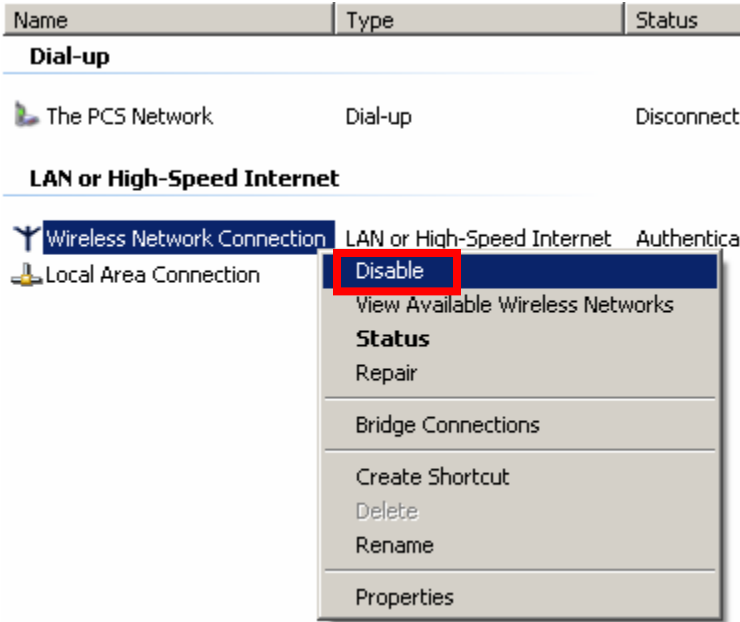 Name Type Status
Dial-up
The PCS Network Dial-up Disconnect
LAN or High-Speed Internet
Wireless Network Connection LAN or High-Speed Internet Authentica
Local Area Connection
Disable
View Available Wireless Networks
Status
Repair
Bridge Connections
Create Shortcut
Delete
Rename
Properties